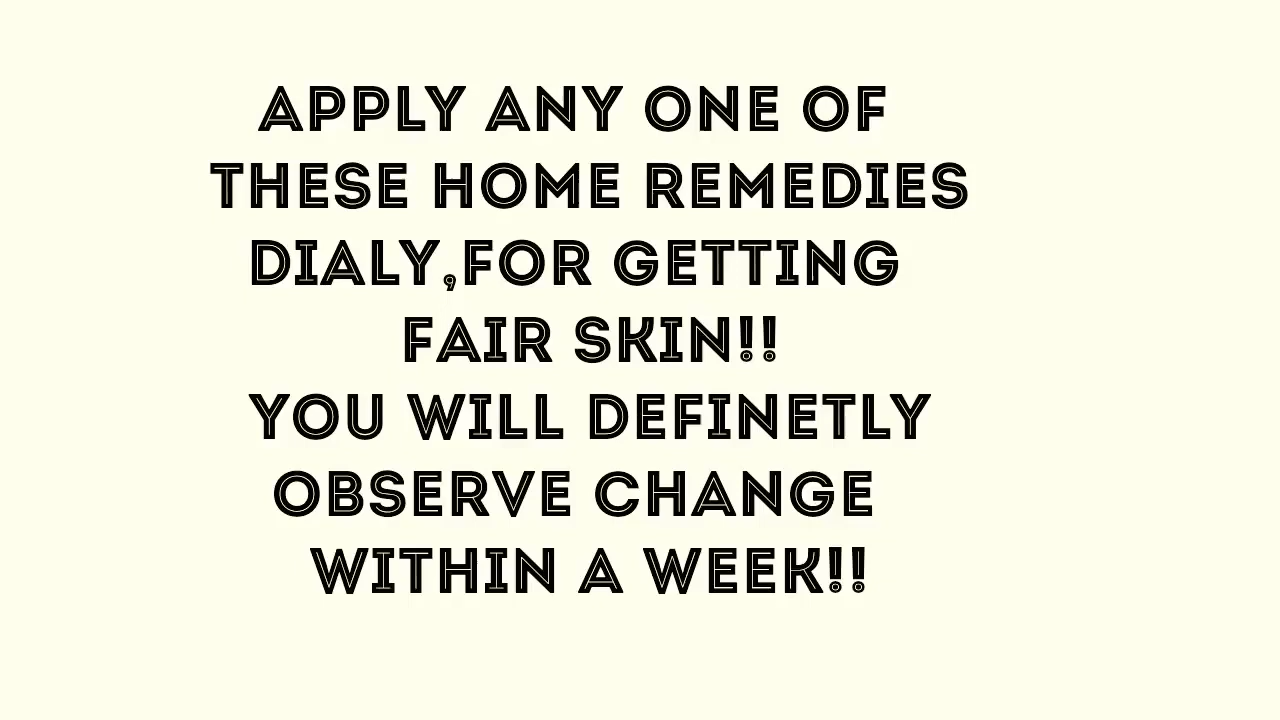 APPLY ANY ONE OF
THESE HOME REMEDIES
DIALY,FOR GETTING
FAIR SKIN!!
YOU WILL DEFINETLY
OBSERVE CHANGE
WITHIN A WEEK!!